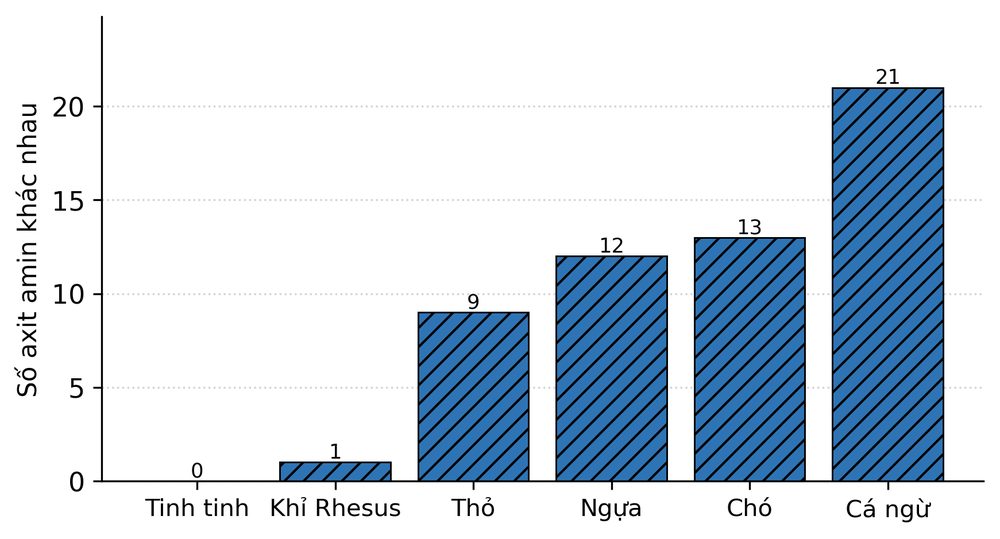 Số axit amin khác nhau
20
15
10
5
0
0
1
9
12
13
21
Tinh tinh
Khỉ Rhesus
Thỏ
Ngựa
Chó
Cá ngừ